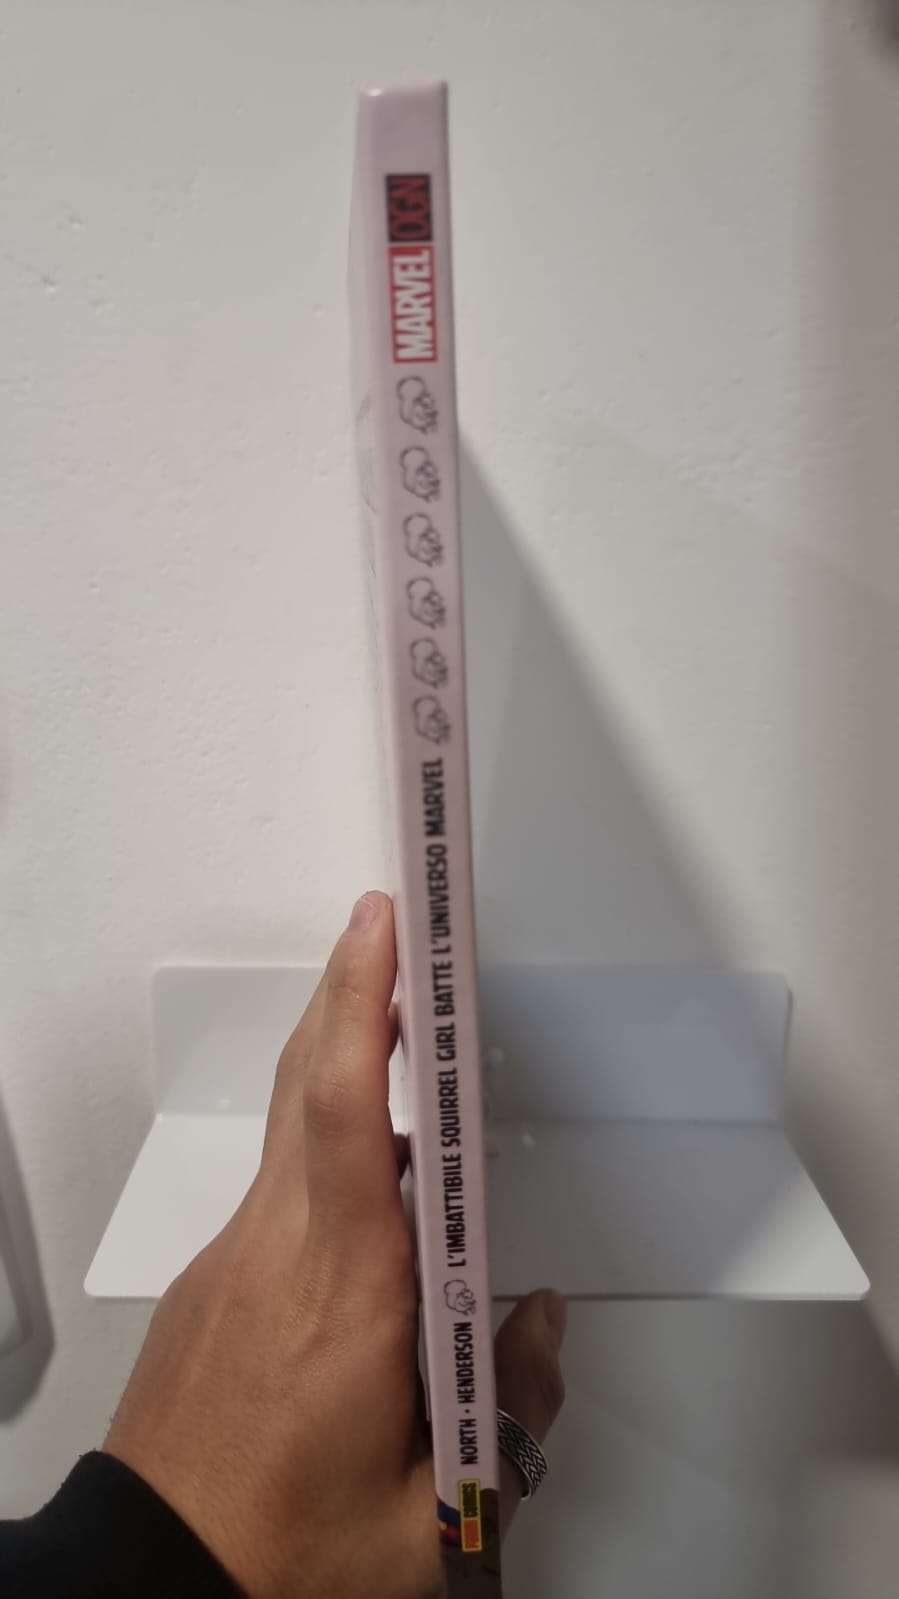 NORTH • HENDERSON
L'IMBATTIBILE SQUIRREL GIRL BATTE L'UNIVERSO MARVEL
MARVEL OGN
PANINI COMICS